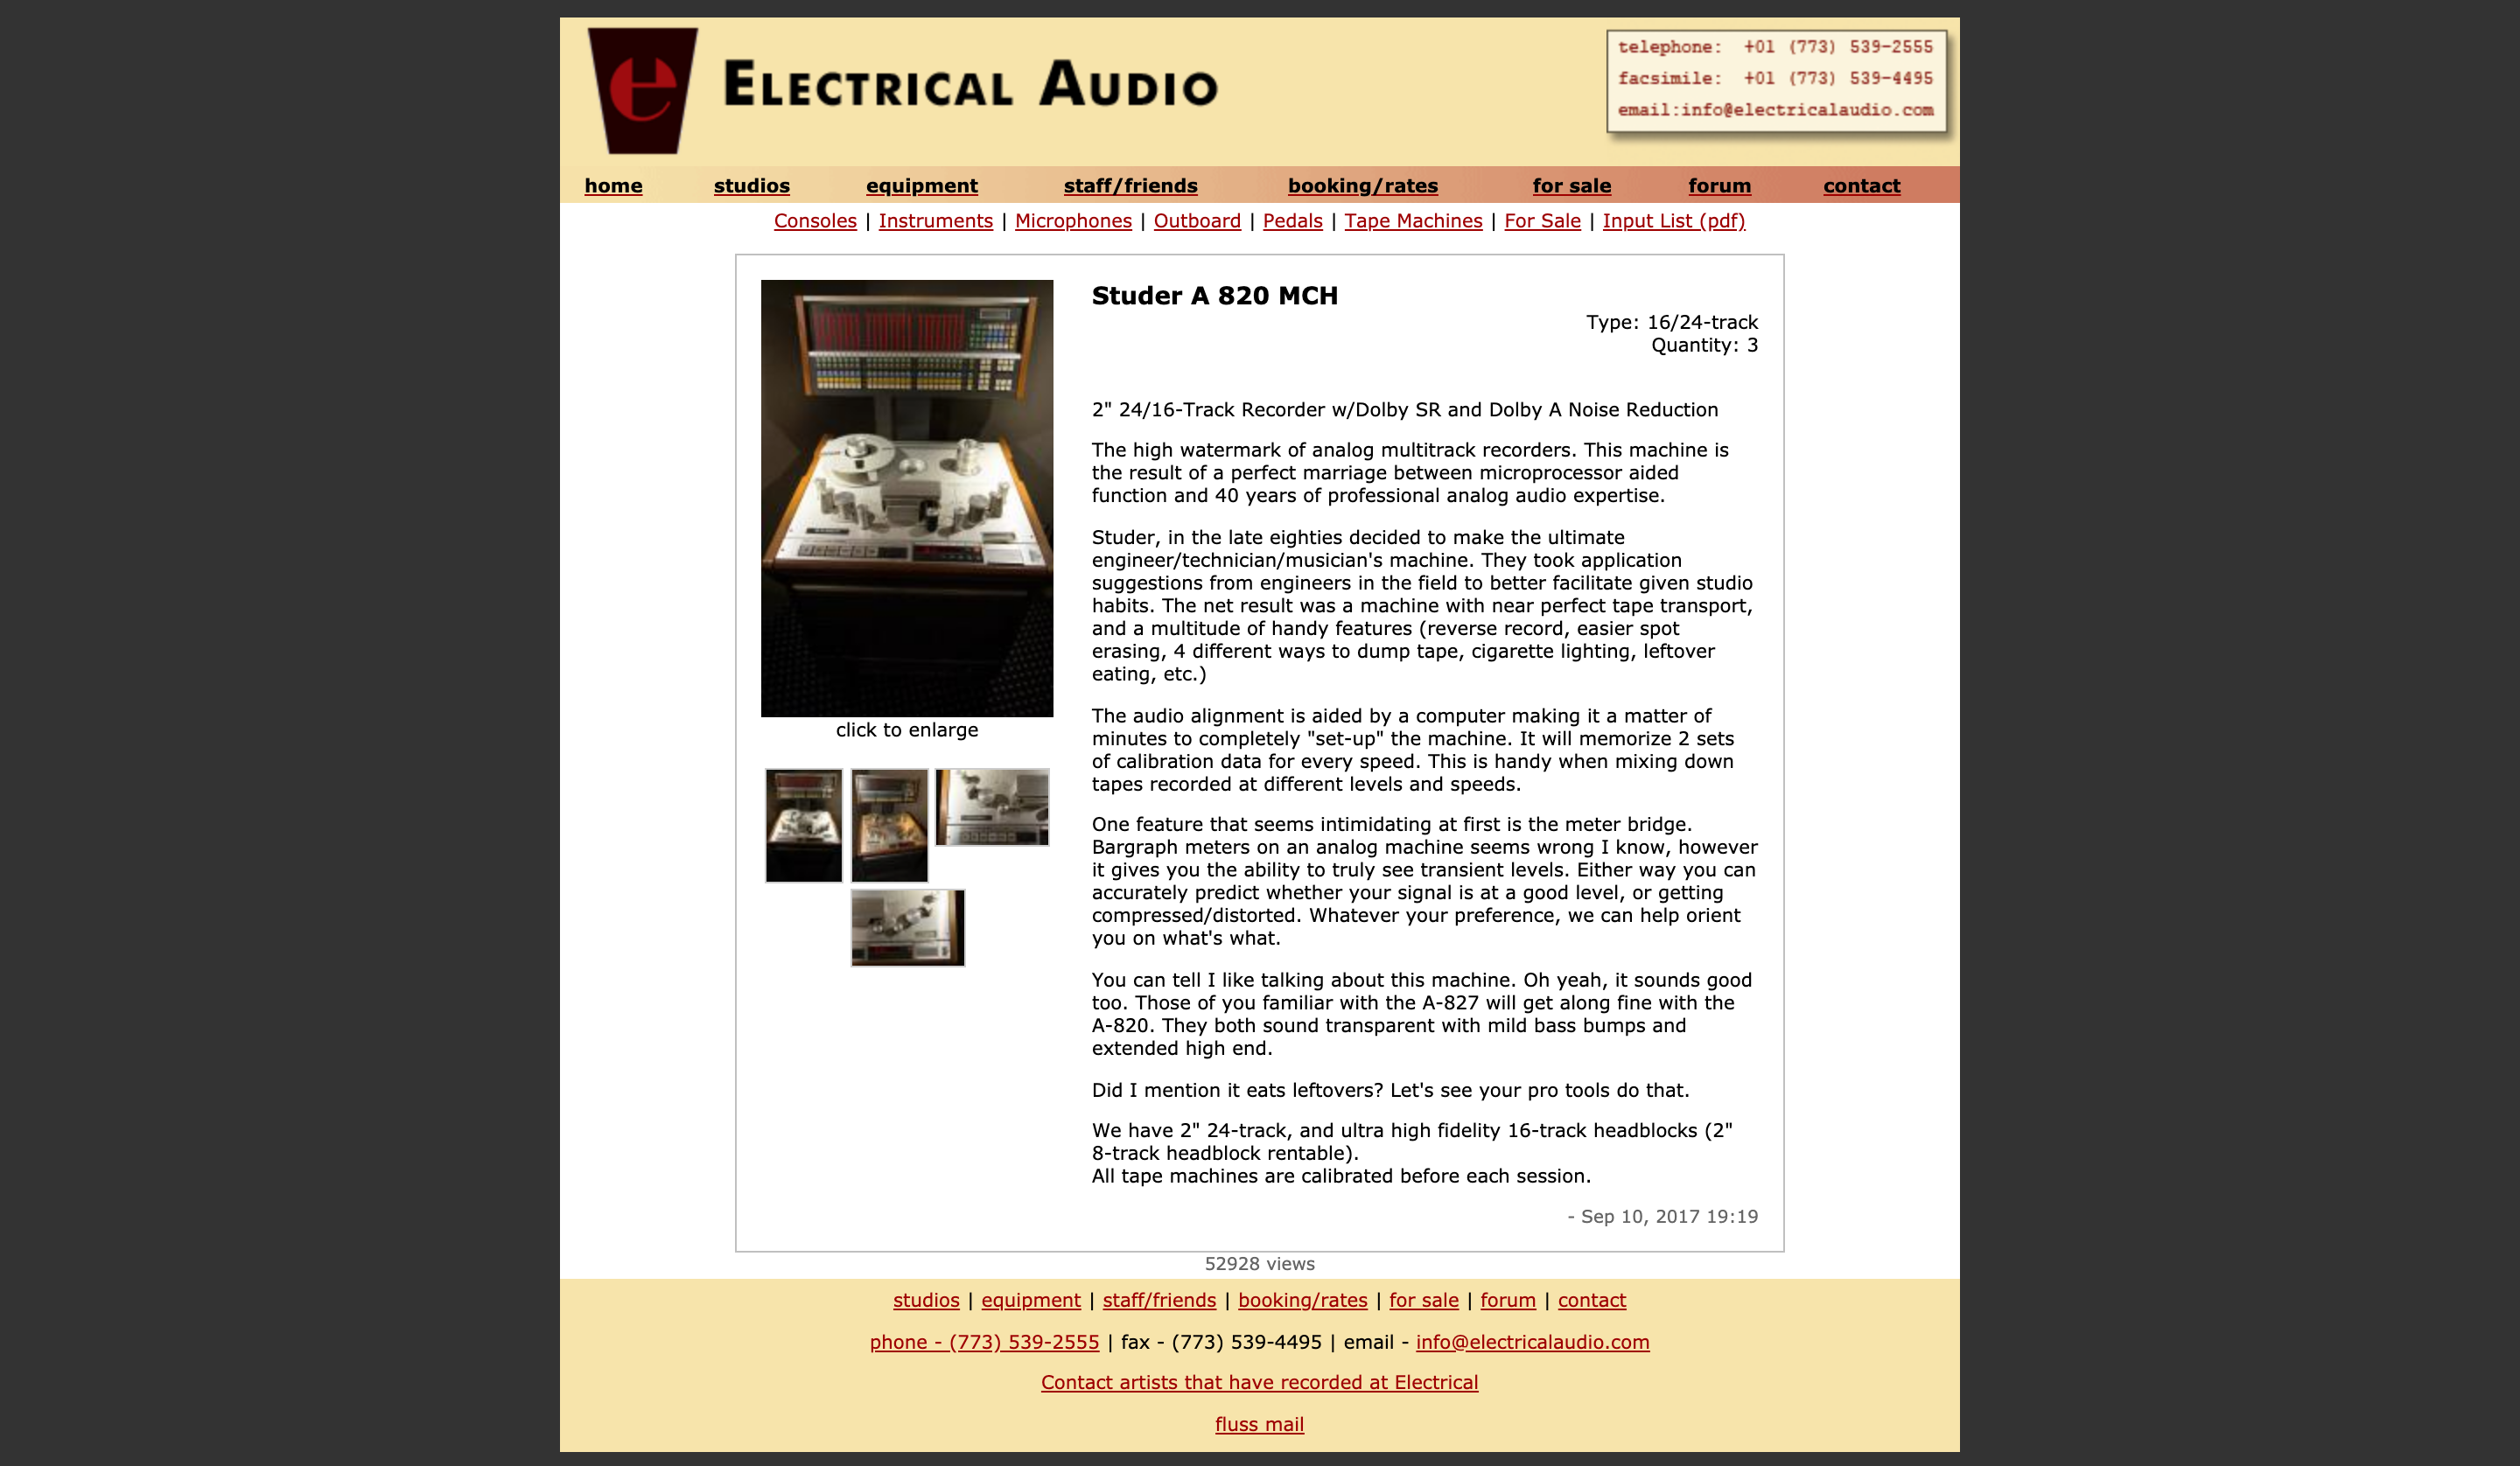 ELECTRICAL AUDIO
telephone: +01 (773) 539-2555
facsimile: +01 (773) 539-4495
email:info@electricalaudio.com
home studios equipment staff/friends booking/rates for sale forum contact
Consoles | Instruments | Microphones | Outboard | Pedals | Tape Machines | For Sale | Input List (pdf)
Studer A 820 MCH
Type: 16/24-track
Quantity: 3
2" 24/16-Track Recorder w/Dolby SR and Dolby A Noise Reduction
The high watermark of analog multitrack recorders. This machine is
the result of a perfect marriage between microprocessor aided
function and 40 years of professional analog audio expertise.
Studer, in the late eighties decided to make the ultimate
engineer/technician/musician's machine. They took application
suggestions from engineers in the field to better facilitate given studio
habits. The net result was a machine with near perfect tape transport,
and a multitude of handy features (reverse record, easier spot
erasing, 4 different ways to dump tape, cigarette lighting, leftover
eating, etc.)
The audio alignment is aided by a computer making it a matter of
minutes to completely "set-up" the machine. It will memorize 2 sets
of calibration data for every speed. This is handy when mixing down
tapes recorded at different levels and speeds.
One feature that seems intimidating at first is the meter bridge.
Bargraph meters on an analog machine seems wrong I know, however
it gives you the ability to truly see transient levels. Either way you can
accurately predict whether your signal is at a good level, or getting
compressed/distorted. Whatever your preference, we can help orient
you on what's what.
You can tell I like talking about this machine. Oh yeah, it sounds good
too. Those of you familiar with the A-827 will get along fine with the
A-820. They both sound transparent with mild bass bumps and
extended high end.
Did I mention it eats leftovers? Let's see your pro tools do that.
We have 2" 24-track, and ultra high fidelity 16-track headblocks (2"
8-track headblock rentable).
All tape machines are calibrated before each session.
- Sep 10, 2017 19:19
click to enlarge
52928 views
studios | equipment | staff/friends | booking/rates | for sale | forum | contact
phone - (773) 539-2555 | fax - (773) 539-4495 | email - info@electricalaudio.com
Contact artists that have recorded at Electrical
fluss mail